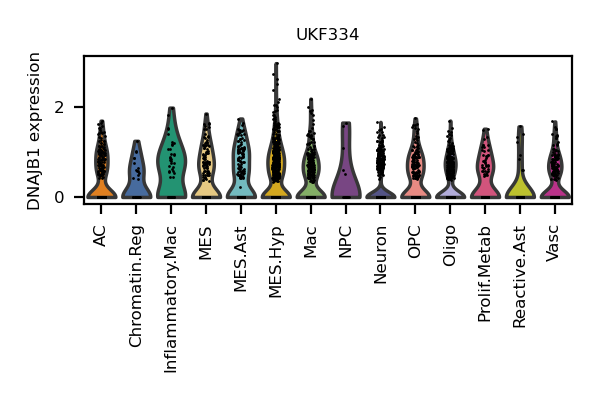 UKF334
DNAJB1 expression
2
0
AC
Chromatin.Reg
Inflammatory.Mac
MES
MES.Ast
MES.Hyp
Mac
NPC
Neuron
OPC
Oligo
Prolif.Metab
Reactive.Ast
Vasc